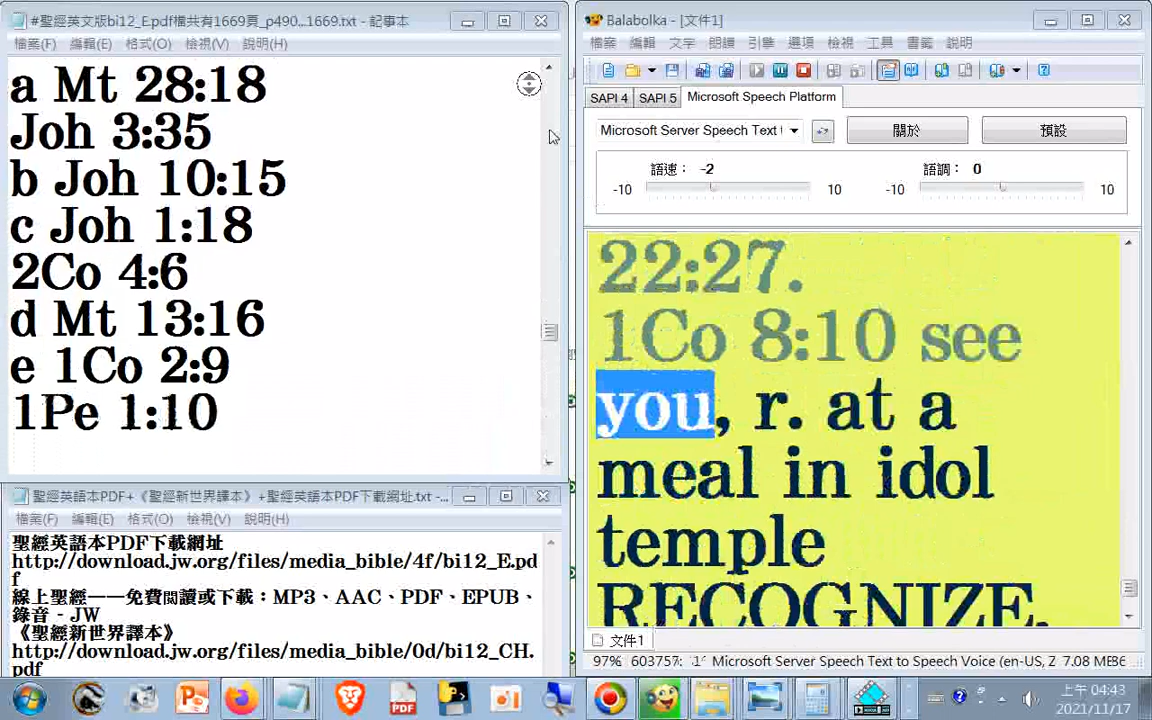 #聖經英文版bi12_E.pdf橫共有1669頁_p490...1669.txt - 記事本
檔案(F) 編輯(E) 格式(O) 檢視(V) 說明(H)
a Mt 28:18
Joh 3:35
b Joh 10:15
c Joh 1:18
2Co 4:6
d Mt 13:16
e 1Co 2:9
1Pe 1:10
聖經英語本PDF+《聖經新世界譯本》+聖經英語本PDF下載網址.txt - ...
檔案(F) 編輯(E) 格式(O) 檢視(V) 說明(H)
聖經英語本PDF下載網址
http://download.jw.org/files/media_bible/4f/bi12_E.pd
f
線上聖經——免費閱讀或下載：MP3、AAC、PDF、EPUB、
錄音 - JW
《聖經新世界譯本》
http://download.jw.org/files/media_bible/0d/bi12_CH.
pdf
Balabolka - [文件1]
檔案 編輯 文字 朗讀 引擎 選項 檢視 工具 書籤 說明
SAPI 4 SAPI 5 Microsoft Speech Platform
Microsoft Server Speech Text 關於 預設
語速： -2 語調： 0
-10 10 -10 10
22:27.
1Co 8:10 see
you, r. at a
meal in idol
temple
RECOGNIZE,
文件1
97% 603757: Microsoft Server Speech Text to Speech Voice (en-US, Z 7.08 MB
上午 04:43
2021/11/17